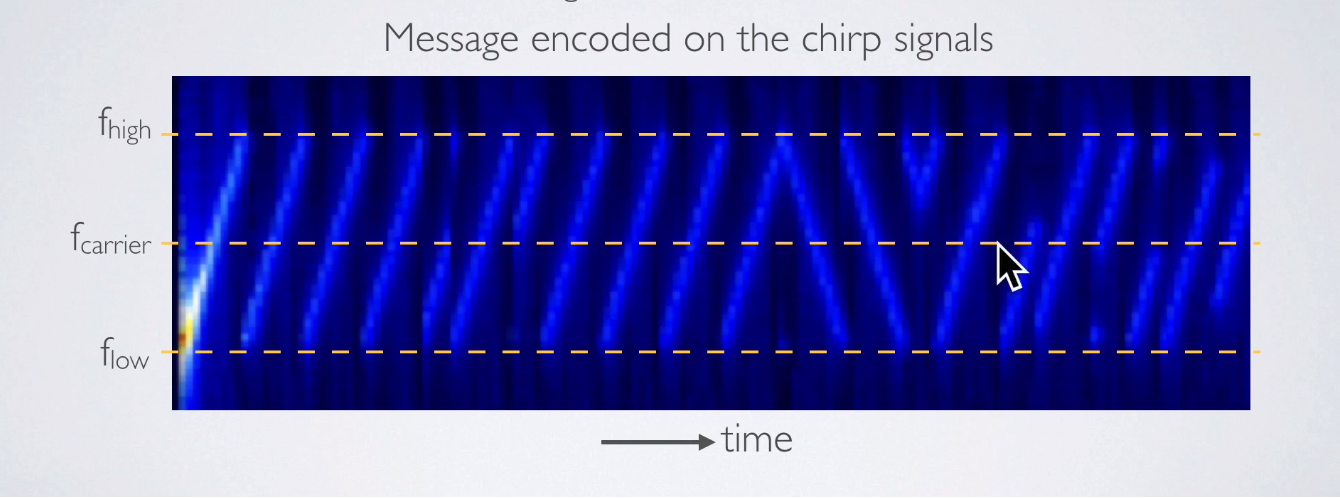 Message encoded on the chirp signals
fhigh
fcarrier
flow
time